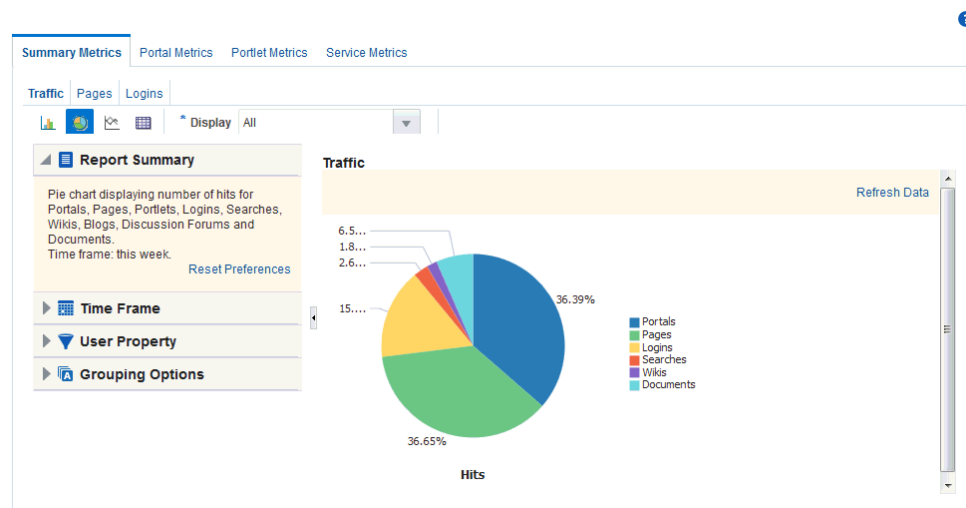 Summary Metrics Portal Metrics Portlet Metrics Service Metrics
Traffic Pages Logins
* Display All
Report Summary
Pie chart displaying number of hits for
Portals, Pages, Portlets, Logins, Searches,
Wikis, Blogs, Discussion Forums and
Documents.
Time frame: this week.
Reset Preferences
Time Frame
User Property
Grouping Options
Traffic
Refresh Data
6.5...
1.8...
2.6...
15....
36.39%
36.65%
Portals
Pages
Logins
Searches
Wikis
Documents
Hits